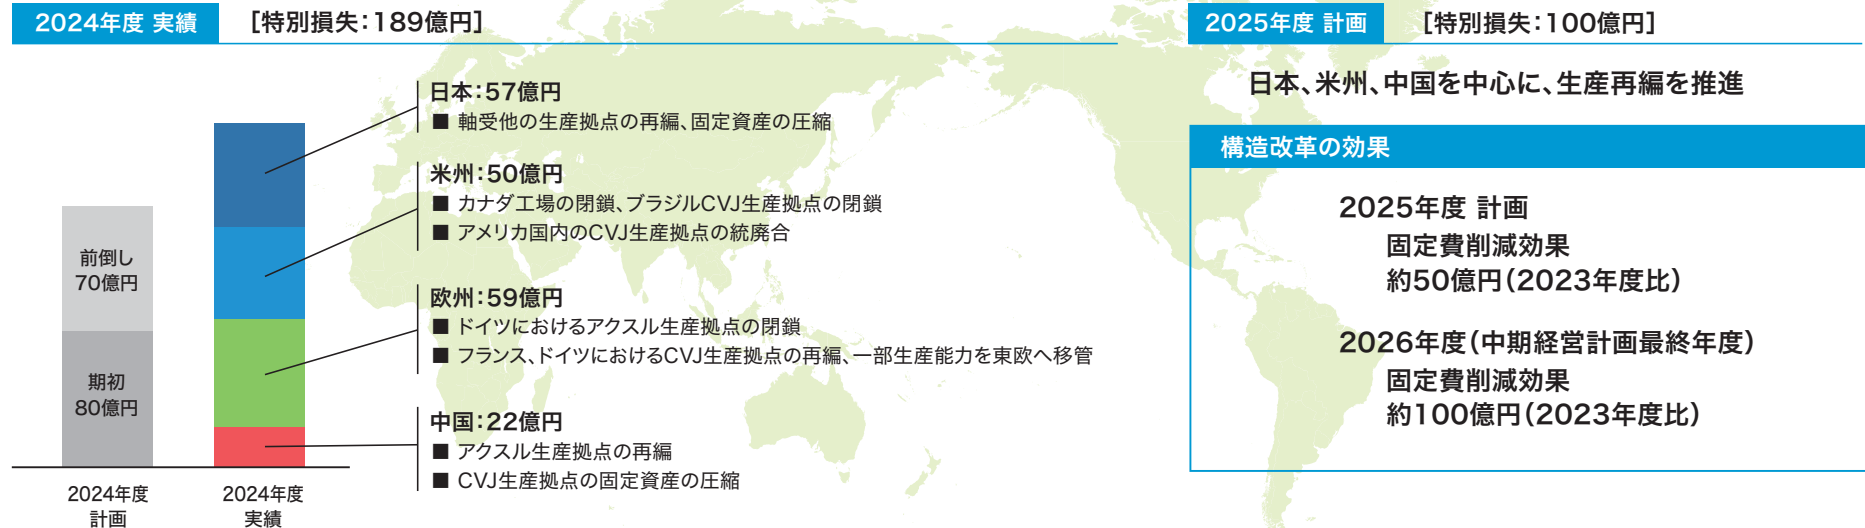 2024年度 実績
[特別損失：189億円]
前倒し
70億円
期初
80億円
2024年度
計画
2024年度
実績
日本：57億円
■ 軸受他の生産拠点の再編、固定資産の圧縮
米州：50億円
■ カナダ工場の閉鎖、ブラジルCVJ生産拠点の閉鎖
■ アメリカ国内のCVJ生産拠点の統廃合
欧州：59億円
■ ドイツにおけるアクスル生産拠点の閉鎖
■ フランス、ドイツにおけるCVJ生産拠点の再編、一部生産能力を東欧へ移管
中国：22億円
■ アクスル生産拠点の再編
■ CVJ生産拠点の固定資産の圧縮
2025年度 計画
[特別損失：100億円]
日本、米州、中国を中心に、生産再編を推進
構造改革の効果
2025年度 計画
固定費削減効果
約50億円（2023年度比）
2026年度（中期経営計画最終年度）
固定費削減効果
約100億円（2023年度比）